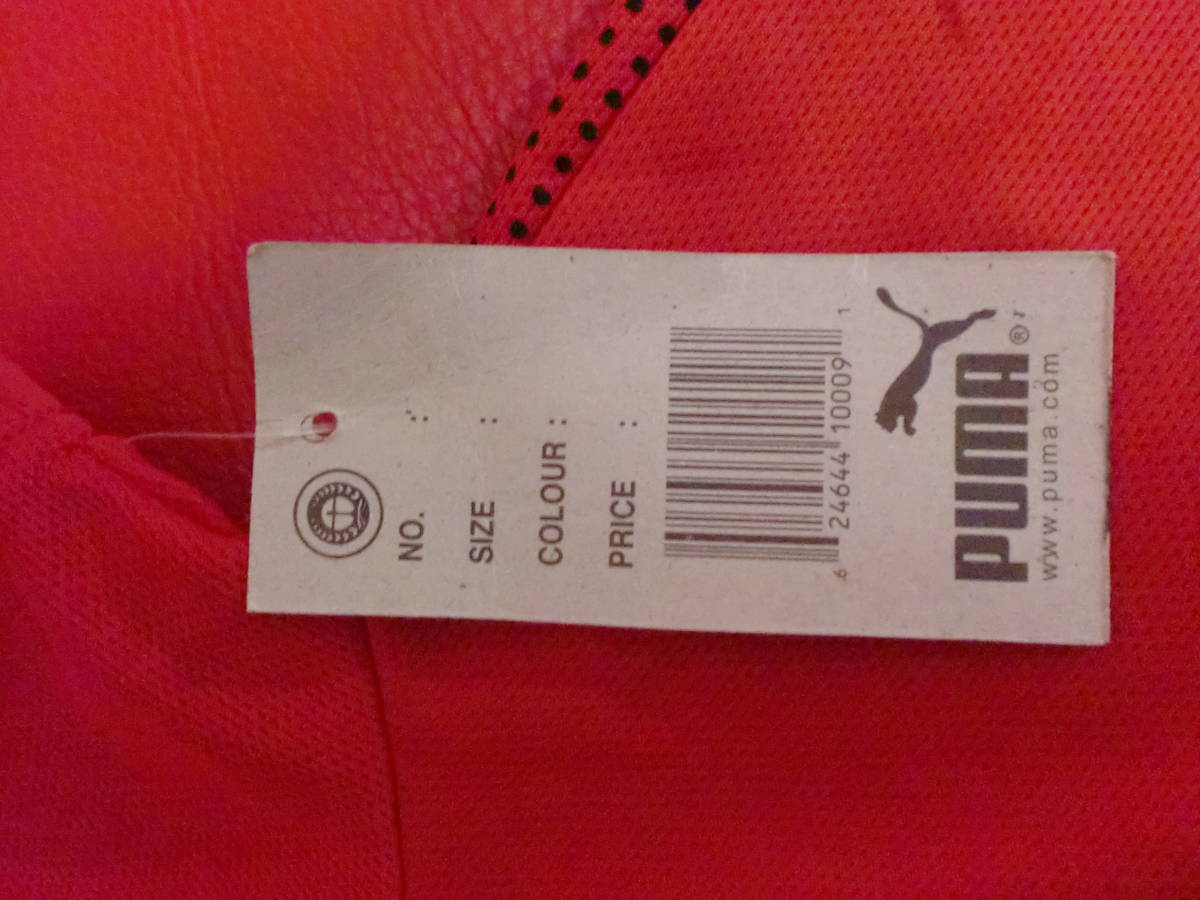 NO. :
SIZE :
COLOUR :
PRICE :
6 24644 10009 1
PUMA®
www.puma.com